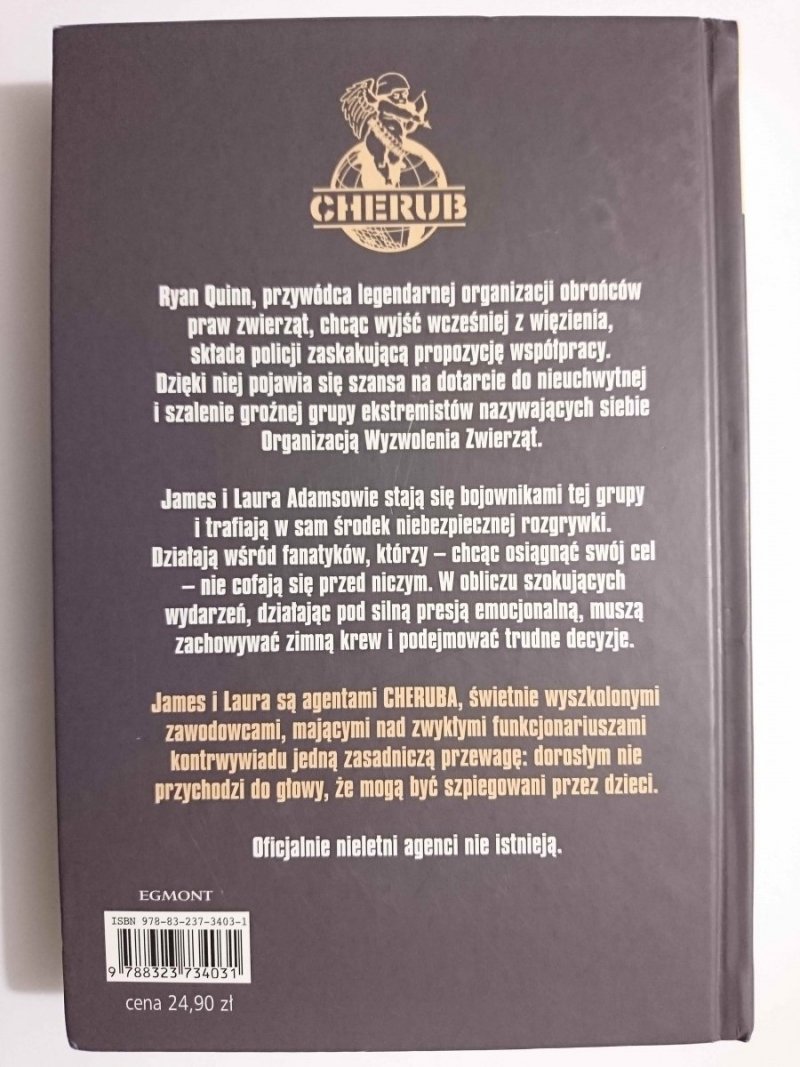 CHERUB
Ryan Quinn, przywódca legendarnej organizacji obrońców
praw zwierząt, chcąc wyjść wcześniej z więzienia,
składa policji zaskakującą propozycję współpracy.
Dzięki niej pojawia się szansa na dotarcie do nieuchwytnej
i szalenie groźnej grupy ekstremistów nazywających siebie
Organizacją Wyzwolenia Zwierząt.
James i Laura Adamsowie stają się bojownikami tej grupy
i trafiają w sam środek niebezpiecznej rozgrywki.
Działają wśród fanatyków, którzy – chcąc osiągnąć swój cel
– nie cofają się przed niczym. W obliczu szokujących
wydarzeń, działając pod silną presją emocjonalną, muszą
zachowywać zimną krew i podejmować trudne decyzje.
James i Laura są agentami CHERUBA, świetnie wyszkolonymi
zawodowcami, mającymi nad zwykłymi funkcjonariuszami
kontrwywiadu jedną zasadniczą przewagę: dorosłym nie
przychodzi do głowy, że mogą być szpiegowani przez dzieci.
Oficjalnie nieletni agenci nie istnieją.
EGMONT
ISBN 978-83-237-3403-1
9 788323 734031
cena 24,90 zł